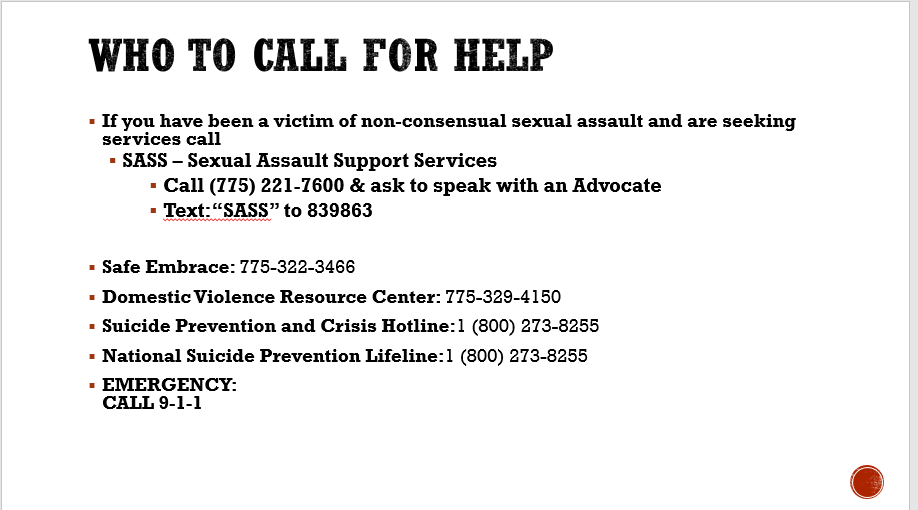 WHO TO CALL FOR HELP
If you have been a victim of non-consensual sexual assault and are seeking
services call
SASS – Sexual Assault Support Services
Call (775) 221-7600 & ask to speak with an Advocate
Text:“SASS” to 839863
Safe Embrace: 775-322-3466
Domestic Violence Resource Center: 775-329-4150
Suicide Prevention and Crisis Hotline:1 (800) 273-8255
National Suicide Prevention Lifeline:1 (800) 273-8255
EMERGENCY:
CALL 9-1-1